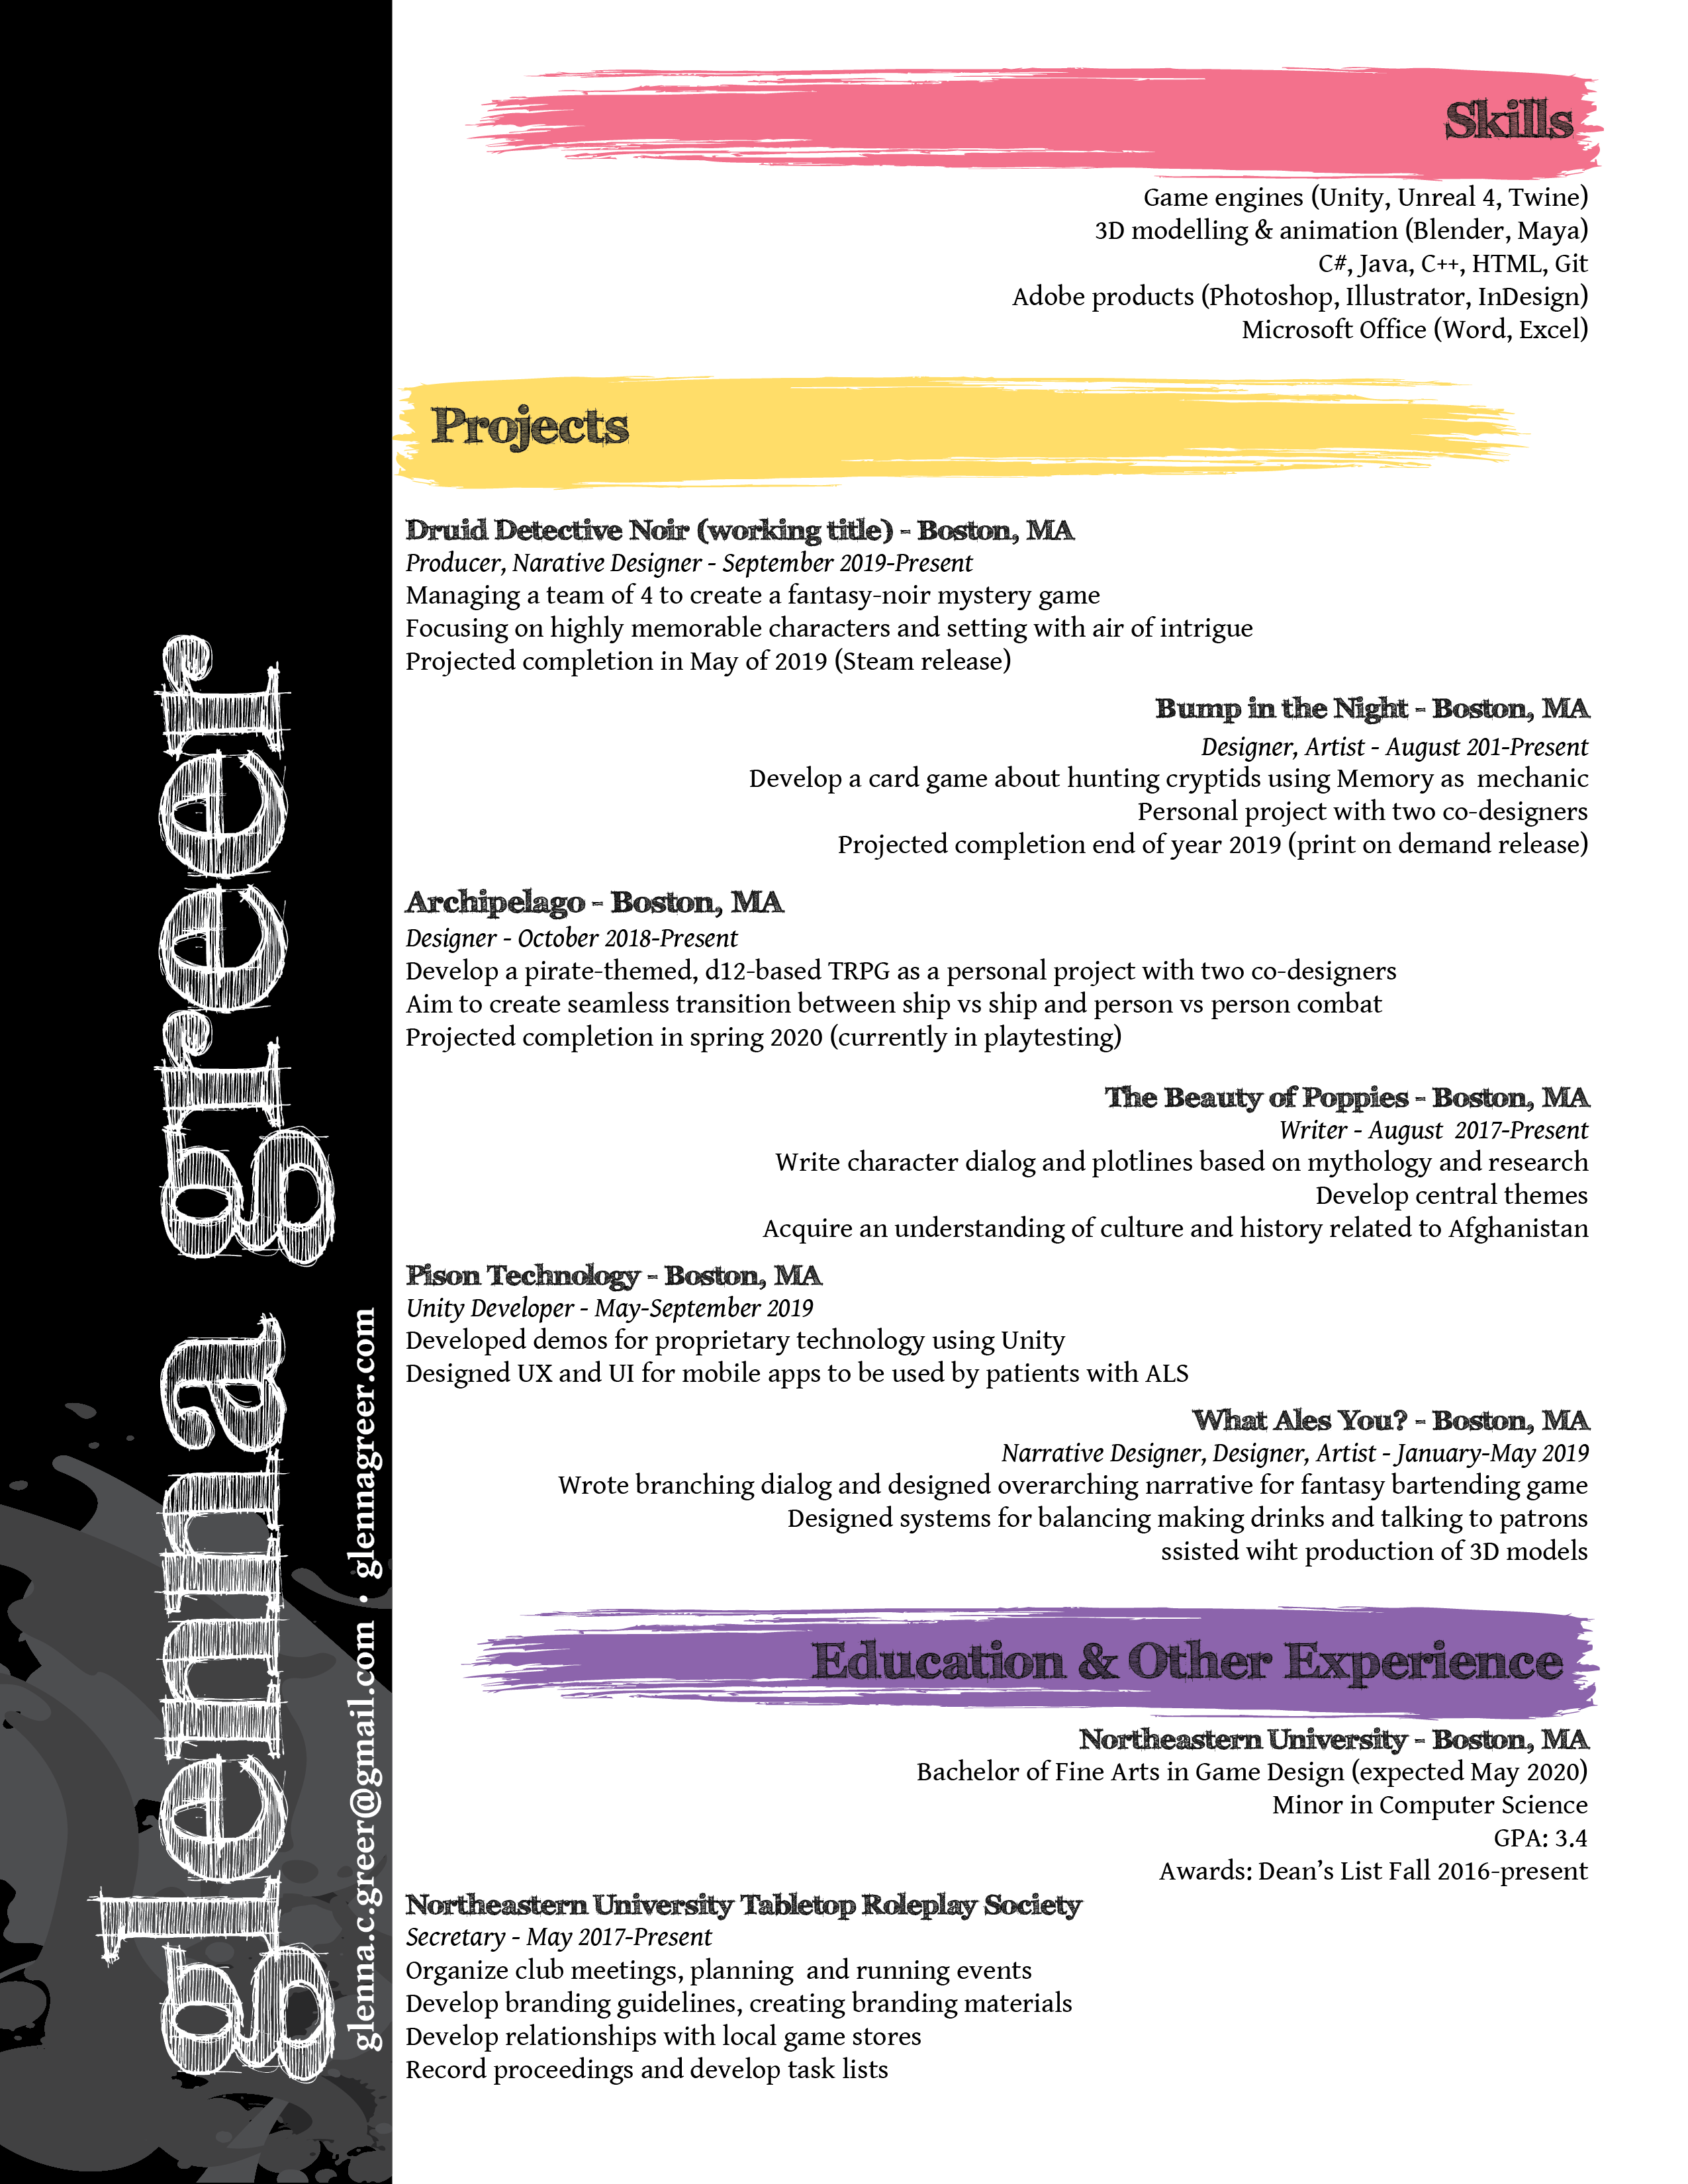 glenna greer
glenna.c.greer@gmail.com · glennagreer.com
Skills
Game engines (Unity, Unreal 4, Twine)
3D modelling & animation (Blender, Maya)
C#, Java, C++, HTML, Git
Adobe products (Photoshop, Illustrator, InDesign)
Microsoft Office (Word, Excel)
Projects
Druid Detective Noir (working title) - Boston, MA
Producer, Narative Designer - September 2019-Present
Managing a team of 4 to create a fantasy-noir mystery game
Focusing on highly memorable characters and setting with air of intrigue
Projected completion in May of 2019 (Steam release)
Bump in the Night - Boston, MA
Designer, Artist - August 201-Present
Develop a card game about hunting cryptids using Memory as  mechanic
Personal project with two co-designers
Projected completion end of year 2019 (print on demand release)
Archipelago - Boston, MA
Designer - October 2018-Present
Develop a pirate-themed, d12-based TRPG as a personal project with two co-designers
Aim to create seamless transition between ship vs ship and person vs person combat
Projected completion in spring 2020 (currently in playtesting)
The Beauty of Poppies - Boston, MA
Writer - August  2017-Present
Write character dialog and plotlines based on mythology and research
Develop central themes
Acquire an understanding of culture and history related to Afghanistan
Pison Technology - Boston, MA
Unity Developer - May-September 2019
Developed demos for proprietary technology using Unity
Designed UX and UI for mobile apps to be used by patients with ALS
What Ales You? - Boston, MA
Narrative Designer, Designer, Artist - January-May 2019
Wrote branching dialog and designed overarching narrative for fantasy bartending game
Designed systems for balancing making drinks and talking to patrons
ssisted wiht production of 3D models
Education & Other Experience
Northeastern University - Boston, MA
Bachelor of Fine Arts in Game Design (expected May 2020)
Minor in Computer Science
GPA: 3.4
Awards: Dean’s List Fall 2016-present
Northeastern University Tabletop Roleplay Society
Secretary - May 2017-Present
Organize club meetings, planning  and running events
Develop branding guidelines, creating branding materials
Develop relationships with local game stores
Record proceedings and develop task lists